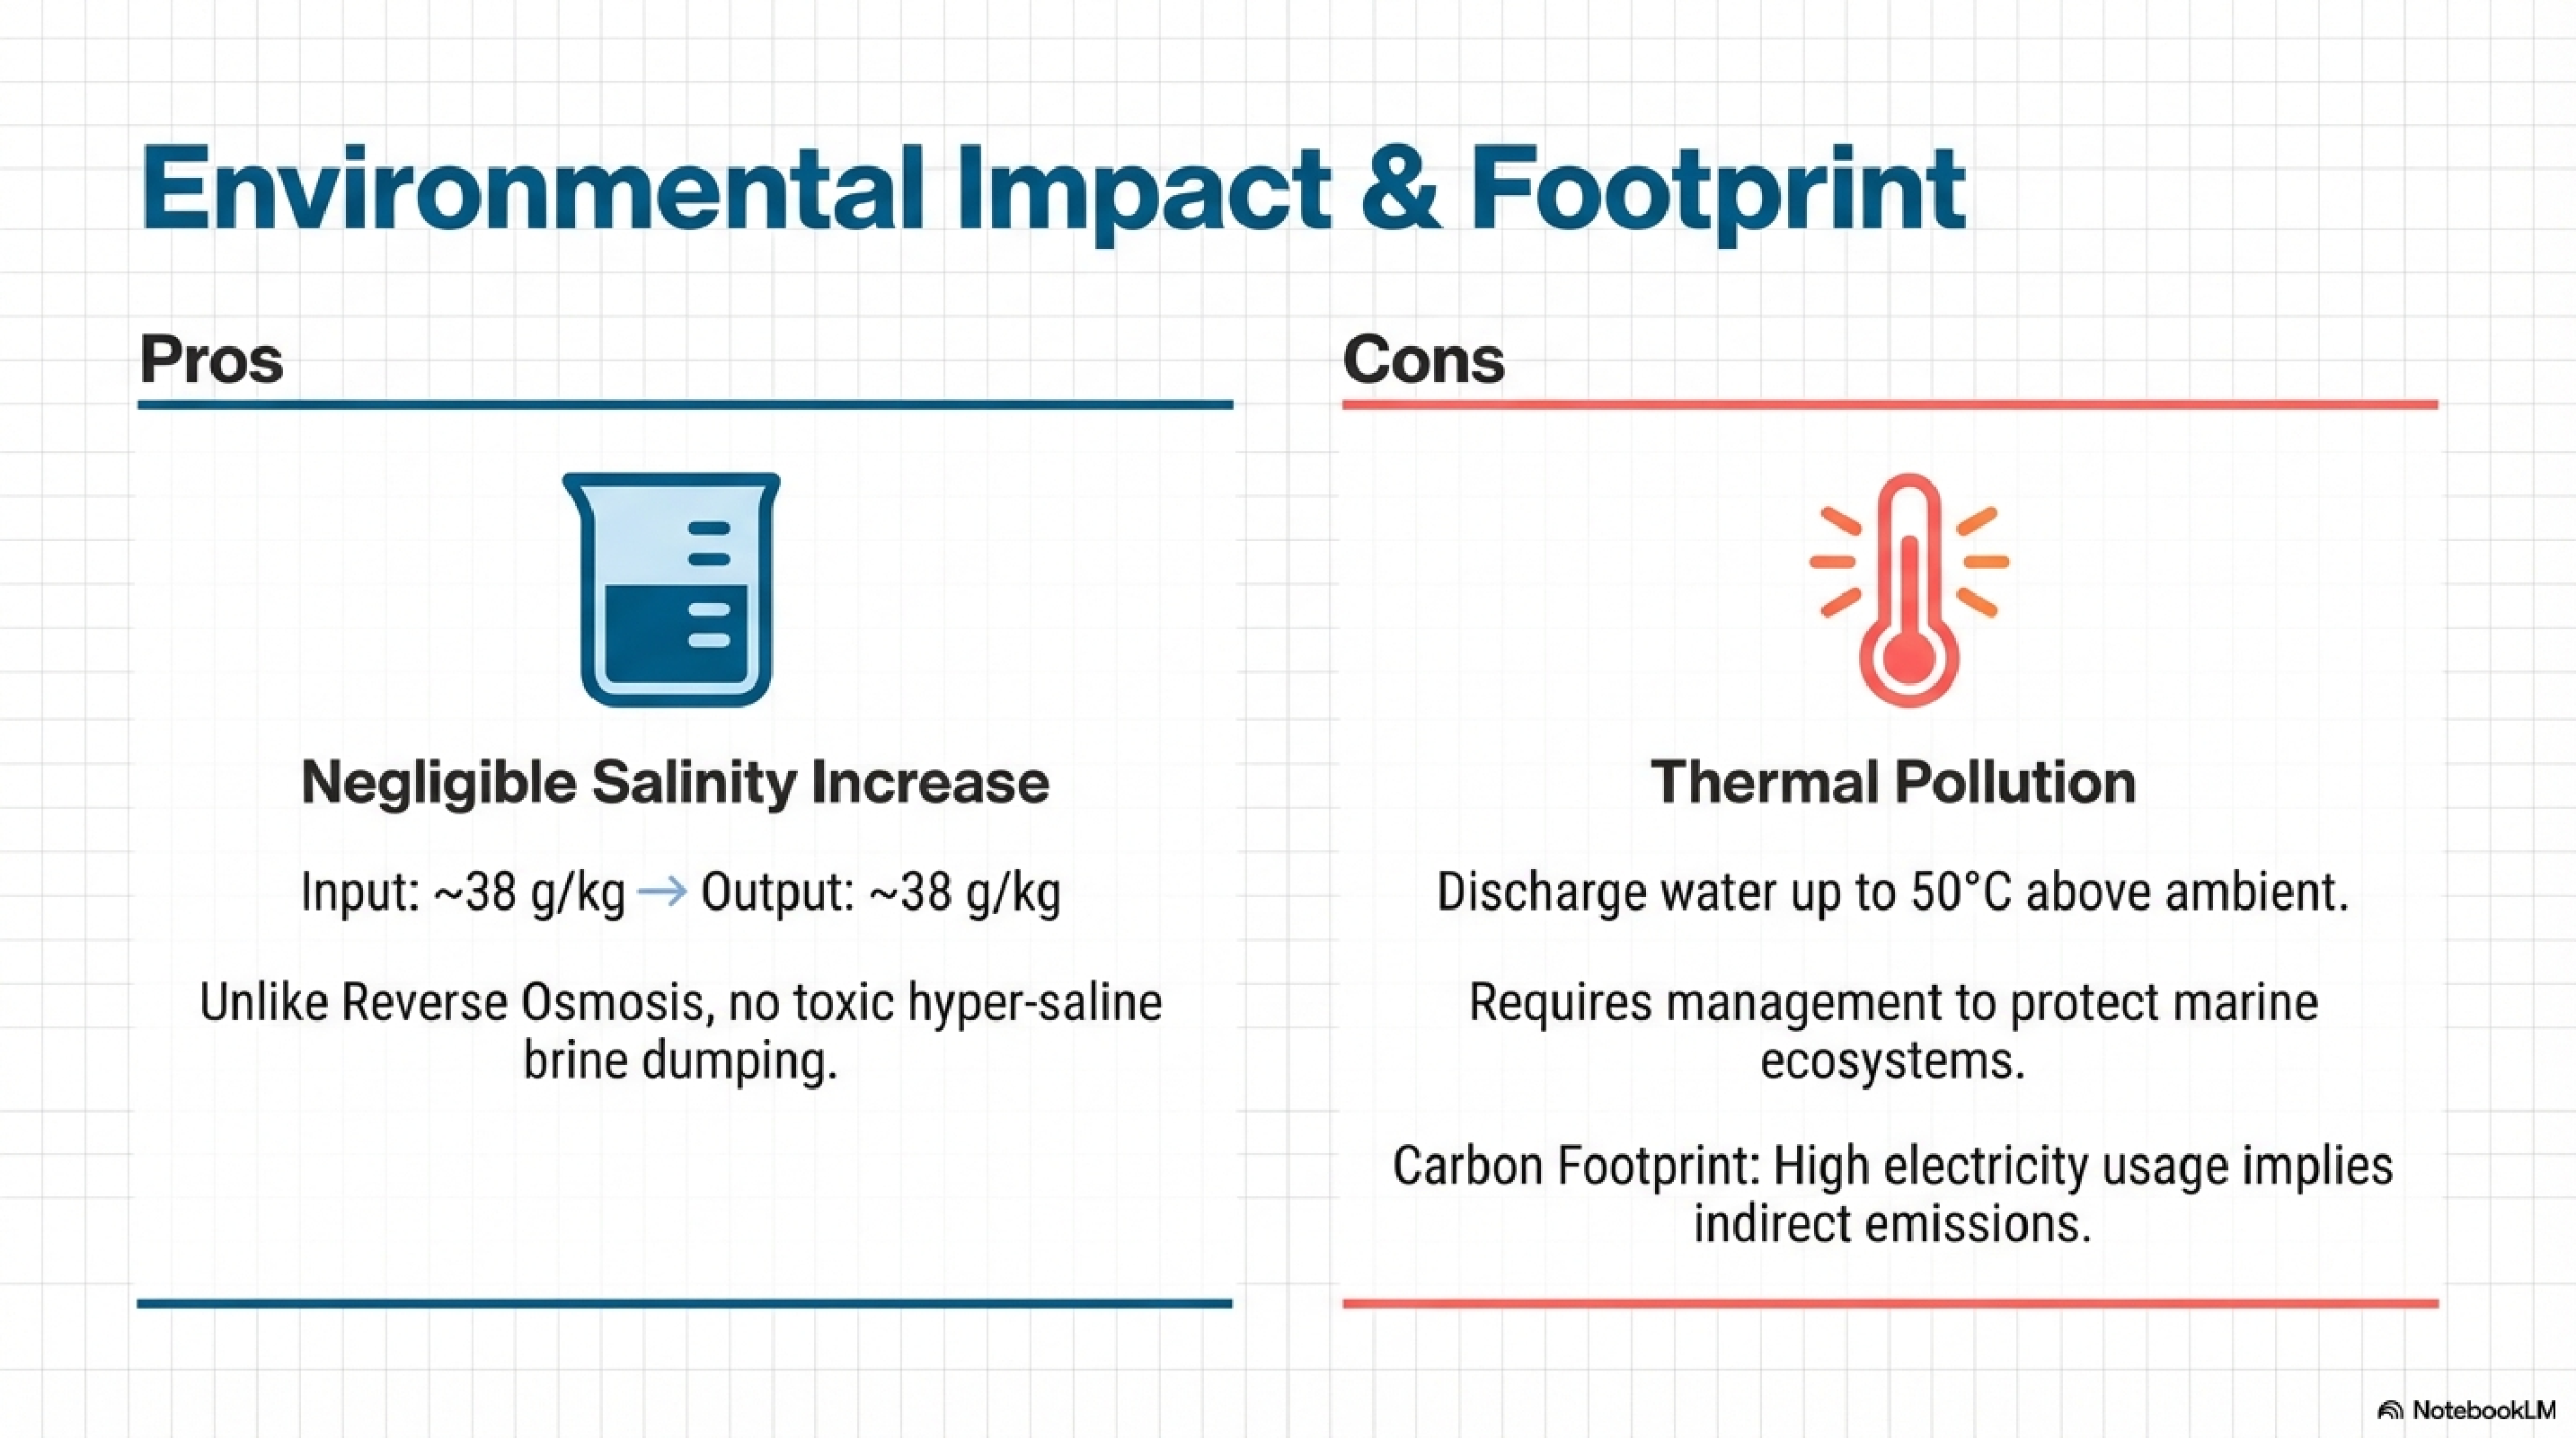 Environmental Impact & Footprint
Pros
Negligible Salinity Increase
Input: ~38 g/kg → Output: ~38 g/kg
Unlike Reverse Osmosis, no toxic hyper-saline
brine dumping.
Cons
Thermal Pollution
Discharge water up to 50°C above ambient.
Requires management to protect marine
ecosystems.
Carbon Footprint: High electricity usage implies
indirect emissions.
NotebookLM